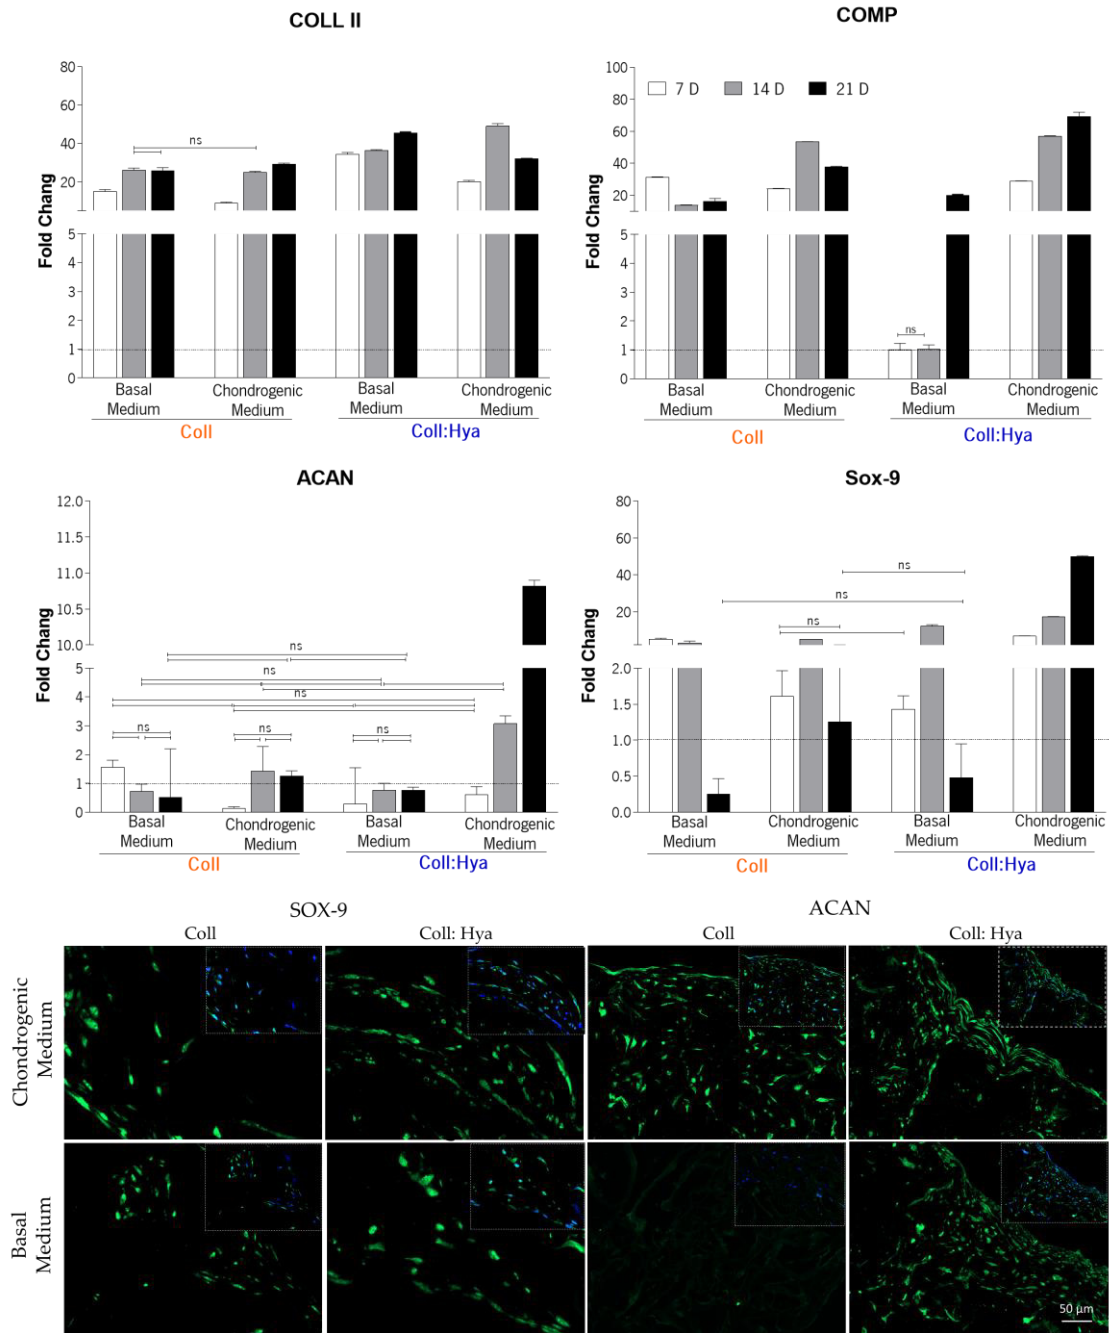 COLL II
80
60
40
20
5
4
3
2
1
0
Fold Chang
ns
Basal Medium
Chondrogenic Medium
Basal Medium
Chondrogenic Medium
Coll
Coll:Hya
COMP
100
80
60
40
20
5
4
3
2
1
0
Fold Chang
7 D
14 D
21 D
ns
Basal Medium
Chondrogenic Medium
Basal Medium
Chondrogenic Medium
Coll
Coll:Hya
ACAN
12.0
11.5
11.0
10.5
10.0
5
4
3
2
1
0
Fold Chang
ns
ns
ns
ns
ns
ns
Basal Medium
Chondrogenic Medium
Basal Medium
Chondrogenic Medium
Coll
Coll:Hya
Sox-9
80
60
40
20
2.0
1.5
1.0
0.5
0.0
Fold Chang
ns
ns
ns
Basal Medium
Chondrogenic Medium
Basal Medium
Chondrogenic Medium
Coll
Coll:Hya
SOX-9
ACAN
Coll
Coll: Hya
Coll
Coll: Hya
Chondrogenic Medium
Basal Medium
50 µm